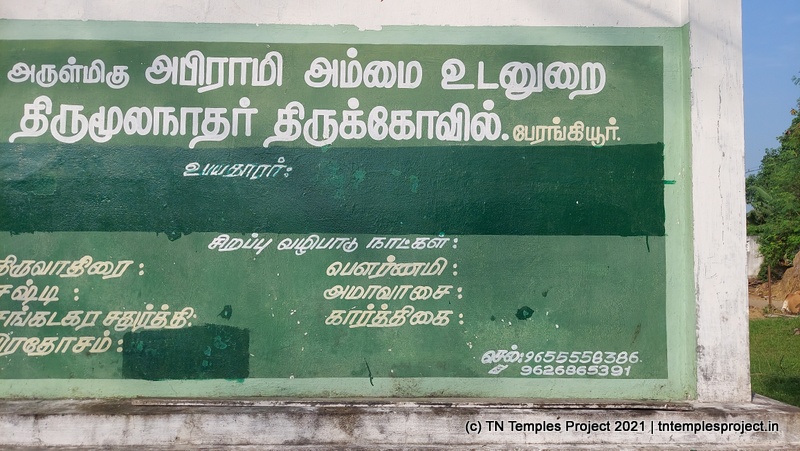 அருள்மிகு அபிராமி அம்மை உடனுறை
திருமூலநாதர் திருக்கோவில். பேரங்கியூர்.
உபயதாரர்:
சிறப்பு வழிபாடு நாட்கள்:
திருவாதிரை: பௌர்ணமி:
சஷ்டி: அமாவாசை:
சங்கடகர சதுர்த்தி: கார்த்திகை:
பிரதோசம்:
செல்: 9655558386
9626865391
(c) TN Temples Project 2021 | tntemplesproject.in